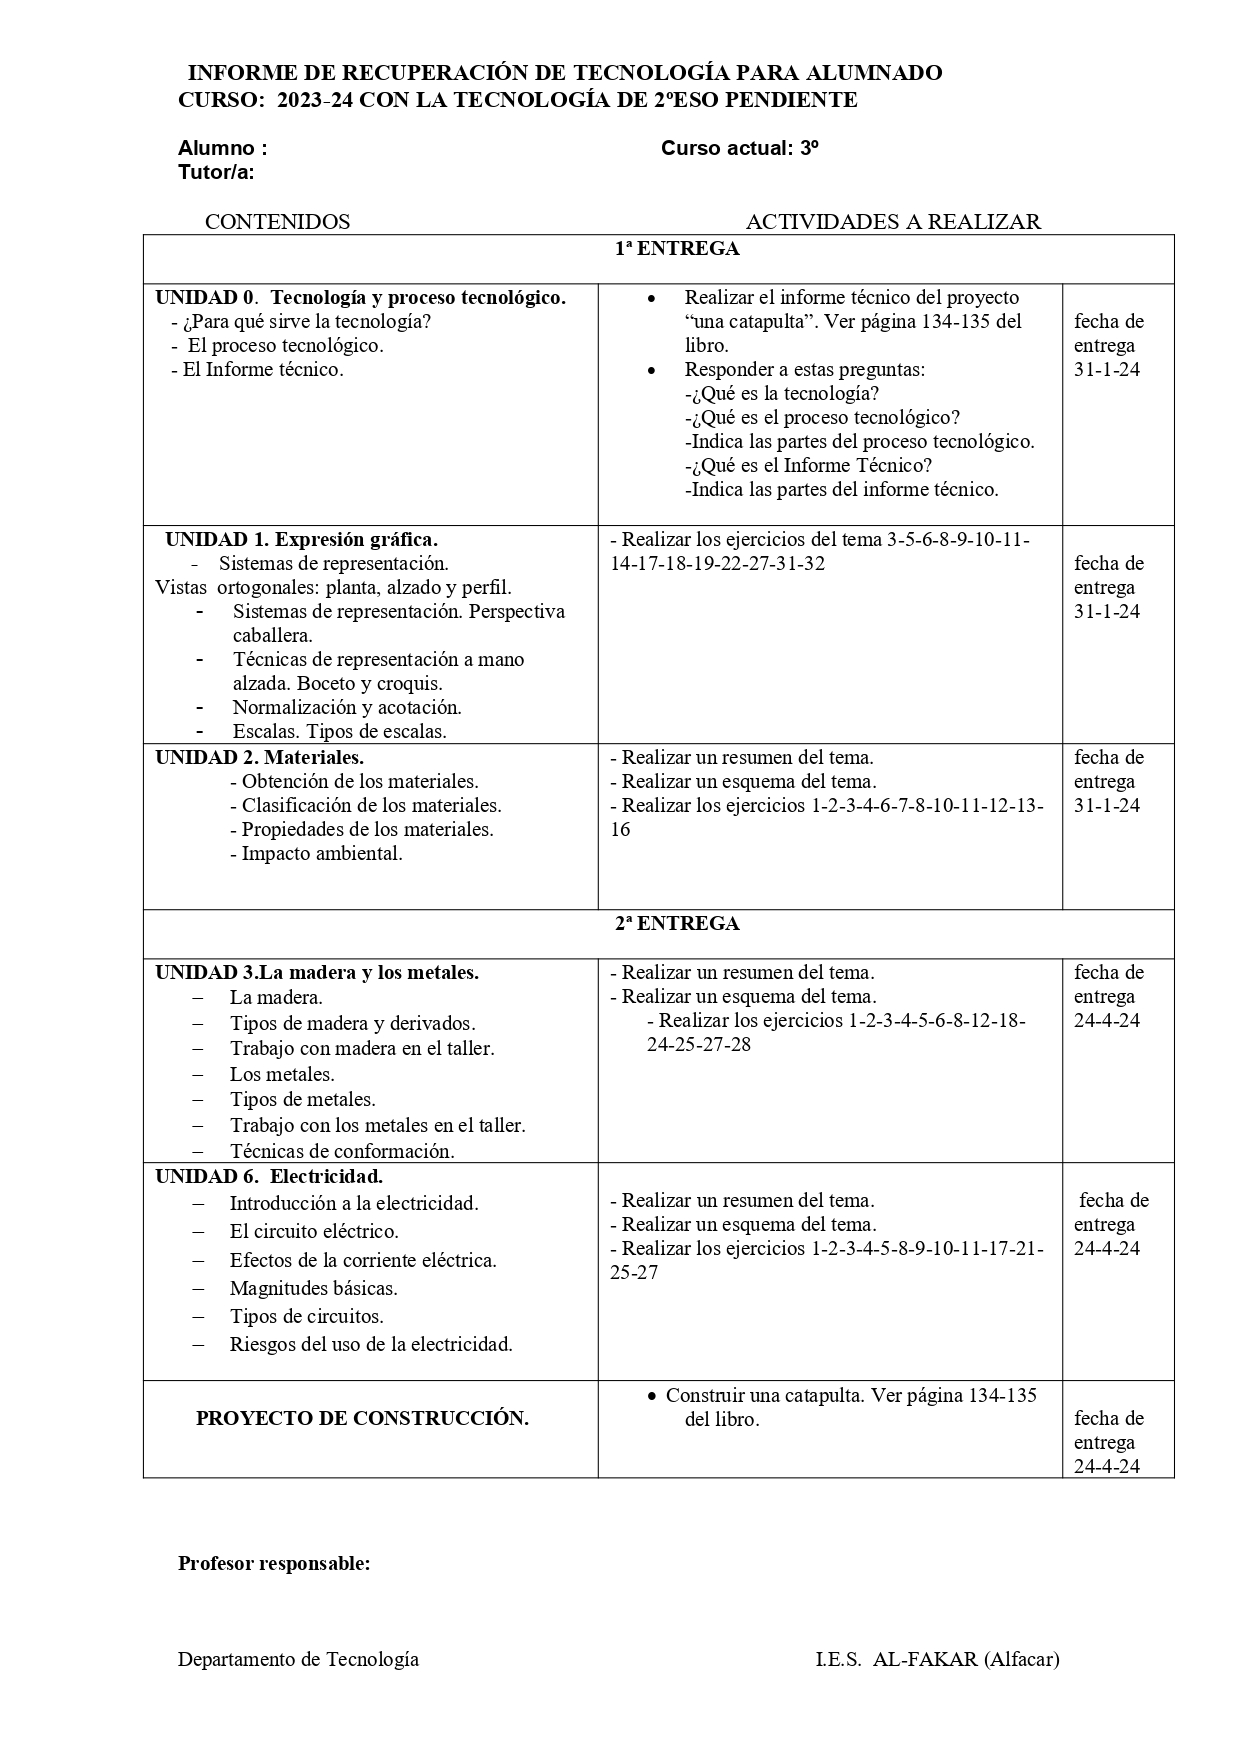 INFORME DE RECUPERACIÓN DE TECNOLOGÍA PARA ALUMNADO
CURSO: 2023-24 CON LA TECNOLOGÍA DE 2ºESO PENDIENTE
Alumno : Curso actual: 3º
Tutor/a:
CONTENIDOS ACTIVIDADES A REALIZAR
1ª ENTREGA
UNIDAD 0. Tecnología y proceso tecnológico.
- ¿Para qué sirve la tecnología?
- El proceso tecnológico.
- El Informe técnico.
• Realizar el informe técnico del proyecto
“una catapulta”. Ver página 134-135 del
libro.
• Responder a estas preguntas:
-¿Qué es la tecnología?
-¿Qué es el proceso tecnológico?
-Indica las partes del proceso tecnológico.
-¿Qué es el Informe Técnico?
-Indica las partes del informe técnico.
fecha de
entrega
31-1-24
UNIDAD 1. Expresión gráfica.
- Sistemas de representación.
Vistas ortogonales: planta, alzado y perfil.
- Sistemas de representación. Perspectiva
caballera.
- Técnicas de representación a mano
alzada. Boceto y croquis.
- Normalización y acotación.
- Escalas. Tipos de escalas.
- Realizar los ejercicios del tema 3-5-6-8-9-10-11-
14-17-18-19-22-27-31-32
fecha de
entrega
31-1-24
UNIDAD 2. Materiales.
- Obtención de los materiales.
- Clasificación de los materiales.
- Propiedades de los materiales.
- Impacto ambiental.
- Realizar un resumen del tema.
- Realizar un esquema del tema.
- Realizar los ejercicios 1-2-3-4-6-7-8-10-11-12-13-
16
fecha de
entrega
31-1-24
2ª ENTREGA
UNIDAD 3.La madera y los metales.
– La madera.
– Tipos de madera y derivados.
– Trabajo con madera en el taller.
– Los metales.
– Tipos de metales.
– Trabajo con los metales en el taller.
– Técnicas de conformación.
- Realizar un resumen del tema.
- Realizar un esquema del tema.
- Realizar los ejercicios 1-2-3-4-5-6-8-12-18-
24-25-27-28
fecha de
entrega
24-4-24
UNIDAD 6. Electricidad.
– Introducción a la electricidad.
– El circuito eléctrico.
– Efectos de la corriente eléctrica.
– Magnitudes básicas.
– Tipos de circuitos.
– Riesgos del uso de la electricidad.
- Realizar un resumen del tema.
- Realizar un esquema del tema.
- Realizar los ejercicios 1-2-3-4-5-8-9-10-11-17-21-
25-27
fecha de
entrega
24-4-24
PROYECTO DE CONSTRUCCIÓN.
• Construir una catapulta. Ver página 134-135
del libro.
fecha de
entrega
24-4-24
Profesor responsable:
Departamento de Tecnología I.E.S. AL-FAKAR (Alfacar)